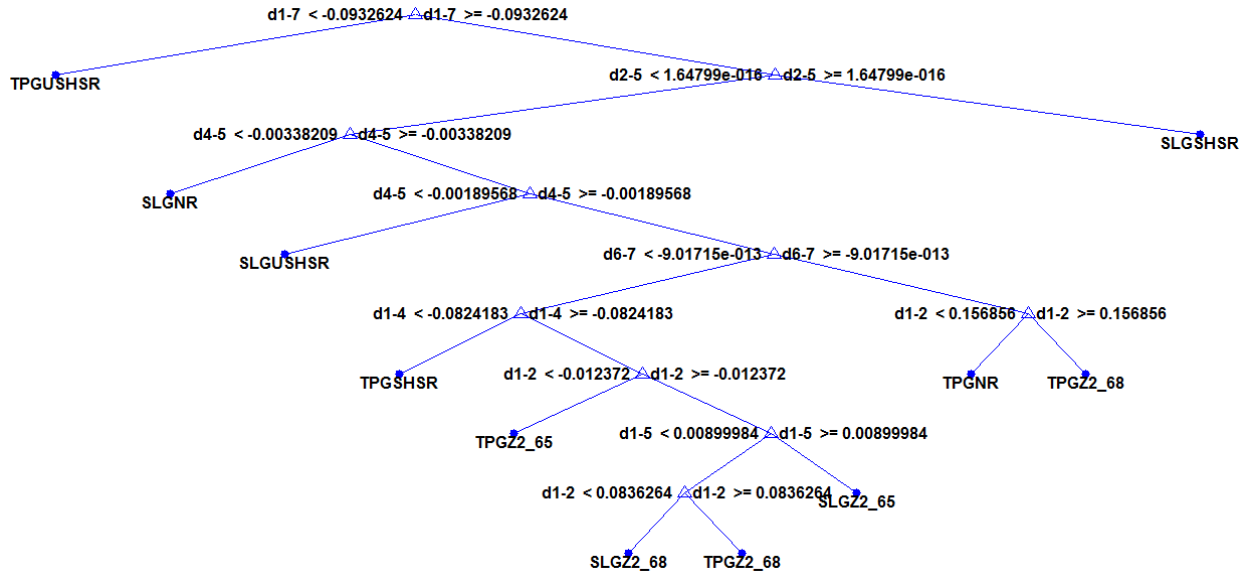 d1-7 < -0.0932624 d1-7 >= -0.0932624
TPGUSHSR
d2-5 < 1.64799e-016 d2-5 >= 1.64799e-016
d4-5 < -0.00338209 d4-5 >= -0.00338209
SLGSHSR
SLGNR
d4-5 < -0.00189568 d4-5 >= -0.00189568
SLGUSHSR
d6-7 < -9.01715e-013 d6-7 >= -9.01715e-013
d1-4 < -0.0824183 d1-4 >= -0.0824183
d1-2 < 0.156856 d1-2 >= 0.156856
TPGSHSR
d1-2 < -0.012372 d1-2 >= -0.012372
TPGNR
TPGZ2_68
TPGZ2_65
d1-5 < 0.00899984 d1-5 >= 0.00899984
d1-2 < 0.0836264 d1-2 >= 0.0836264
SLGZ2_65
SLGZ2_68
TPGZ2_68